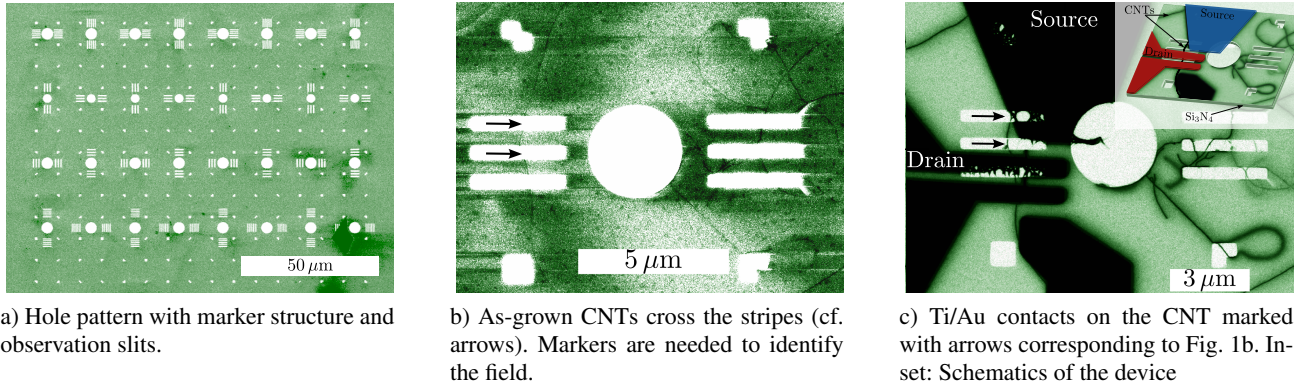 50 μm
5 μm
Source
Drain
3 μm
CNTs
Source
Drain
Si₃N₄
a) Hole pattern with marker structure and
observation slits.
b) As-grown CNTs cross the stripes (cf.
arrows). Markers are needed to identify
the field.
c) Ti/Au contacts on the CNT marked
with arrows corresponding to Fig. 1b. In-
set: Schematics of the device